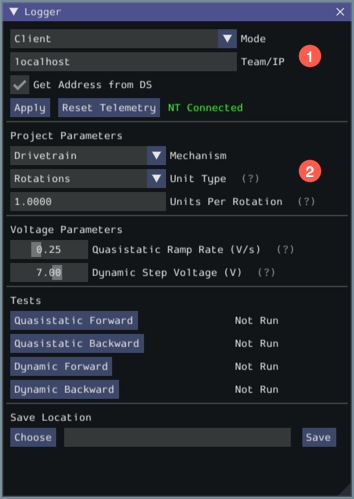 Logger
Client Mode
localhost Team/IP
1
Get Address from DS
Apply Reset Telemetry NT Connected
Project Parameters
Drivetrain Mechanism
Rotations Unit Type (?)
2
1.0000 Units Per Rotation (?)
Voltage Parameters
0.25 Quasistatic Ramp Rate (V/s) (?)
7.00 Dynamic Step Voltage (V) (?)
Tests
Quasistatic Forward Not Run
Quasistatic Backward Not Run
Dynamic Forward Not Run
Dynamic Backward Not Run
Save Location
Choose Save